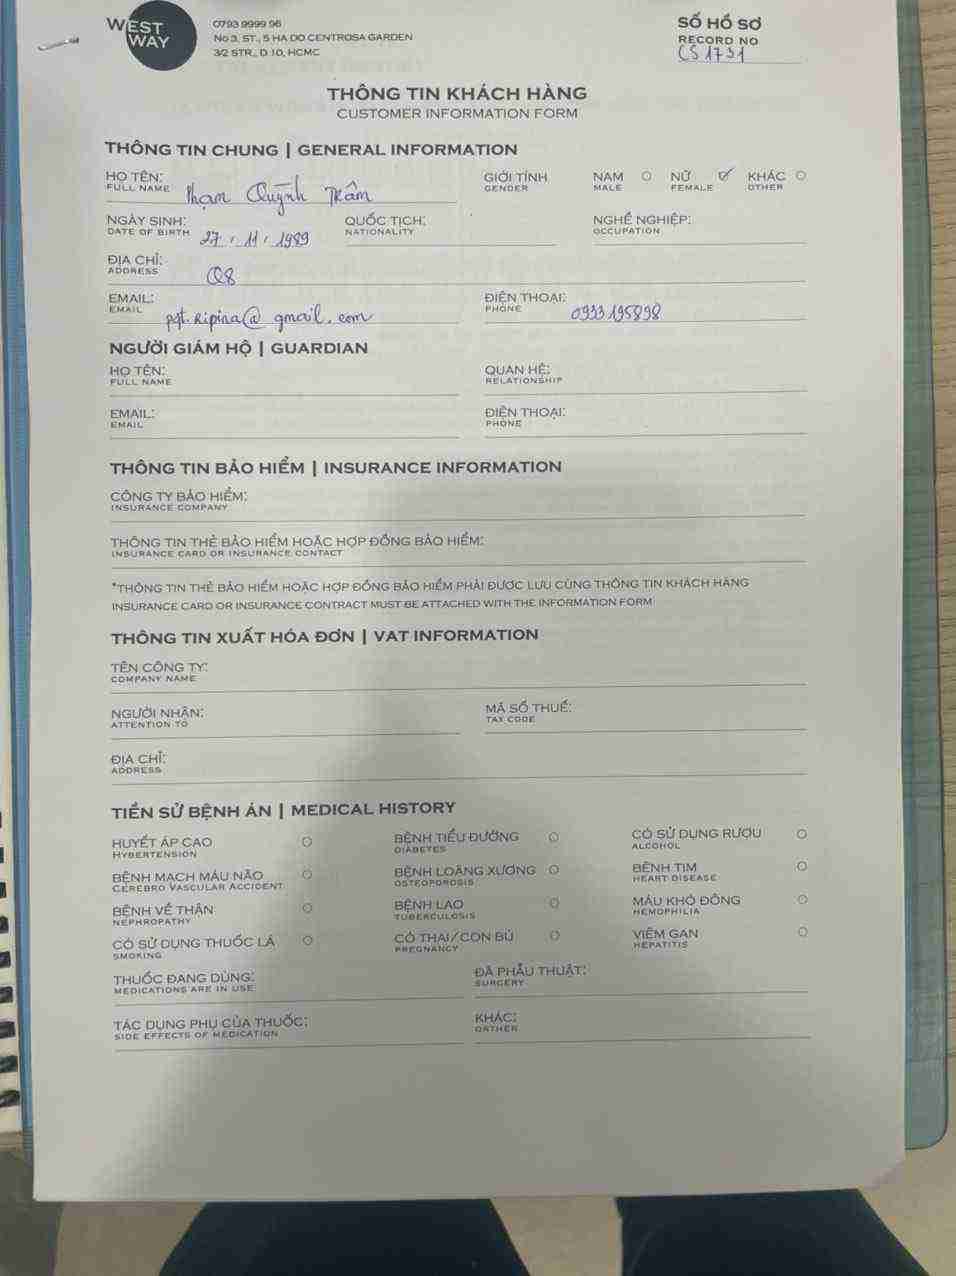 WEST WAY
0793 9999 96
No 3, ST., 5 HA DO CENTROSA GARDEN
3/2 STR., D 10, HCMC
SỐ HỒ SƠ
RECORD NO
CS1731
THÔNG TIN KHÁCH HÀNG
CUSTOMER INFORMATION FORM
THÔNG TIN CHUNG | GENERAL INFORMATION
HỌ TÊN: Phạm Quỳnh Trâm GIỚI TÍNH NAM NỮ KHÁC
FULL NAME GENDER MALE FEMALE OTHER
NGÀY SINH: 27 / 11 / 1989 QUỐC TỊCH: NGHỀ NGHIỆP:
DATE OF BIRTH NATIONALITY OCCUPATION
ĐỊA CHỈ: Q8
ADDRESS
EMAIL: pqt.ripina@gmail.com ĐIỆN THOẠI: 0933195898
EMAIL PHONE
NGƯỜI GIÁM HỘ | GUARDIAN
HỌ TÊN: QUAN HỆ:
FULL NAME RELATIONSHIP
EMAIL: ĐIỆN THOẠI:
EMAIL PHONE
THÔNG TIN BẢO HIỂM | INSURANCE INFORMATION
CÔNG TY BẢO HIỂM:
INSURANCE COMPANY
THÔNG TIN THẺ BẢO HIỂM HOẶC HỢP ĐỒNG BẢO HIỂM:
INSURANCE CARD OR INSURANCE CONTACT
*THÔNG TIN THẺ BẢO HIỂM HOẶC HỢP ĐỒNG BẢO HIỂM PHẢI ĐƯỢC LƯU CÙNG THÔNG TIN KHÁCH HÀNG
INSURANCE CARD OR INSURANCE CONTRACT MUST BE ATTACHED WITH THE INFORMATION FORM
THÔNG TIN XUẤT HÓA ĐƠN | VAT INFORMATION
TÊN CÔNG TY:
COMPANY NAME
NGƯỜI NHẬN: MÃ SỐ THUẾ:
ATTENTION TO TAX CODE
ĐỊA CHỈ:
ADDRESS
TIỀN SỬ BỆNH ÁN | MEDICAL HISTORY
HUYẾT ÁP CAO BỆNH TIỂU ĐƯỜNG CÓ SỬ DỤNG RƯỢU
HYBERTENSION DIABETES ALCOHOL
BỆNH MẠCH MÁU NÃO BỆNH LOÃNG XƯƠNG BỆNH TIM
CEREBRO VASCULAR ACCIDENT OSTEOPOROSIS HEART DISEASE
BỆNH VỀ THẬN BỆNH LAO MÁU KHÓ ĐÔNG
NEPHROPATHY TUBERCULOSIS HEMOPHILIA
CÓ SỬ DỤNG THUỐC LÁ CÓ THAI/CON BÚ VIÊM GAN
SMOKING PREGNANCY HEPATITIS
THUỐC ĐANG DÙNG: ĐÃ PHẪU THUẬT:
MEDICATIONS ARE IN USE SURGERY
TÁC DỤNG PHỤ CỦA THUỐC: KHÁC:
SIDE EFFECTS OF MEDICATION ORTHER